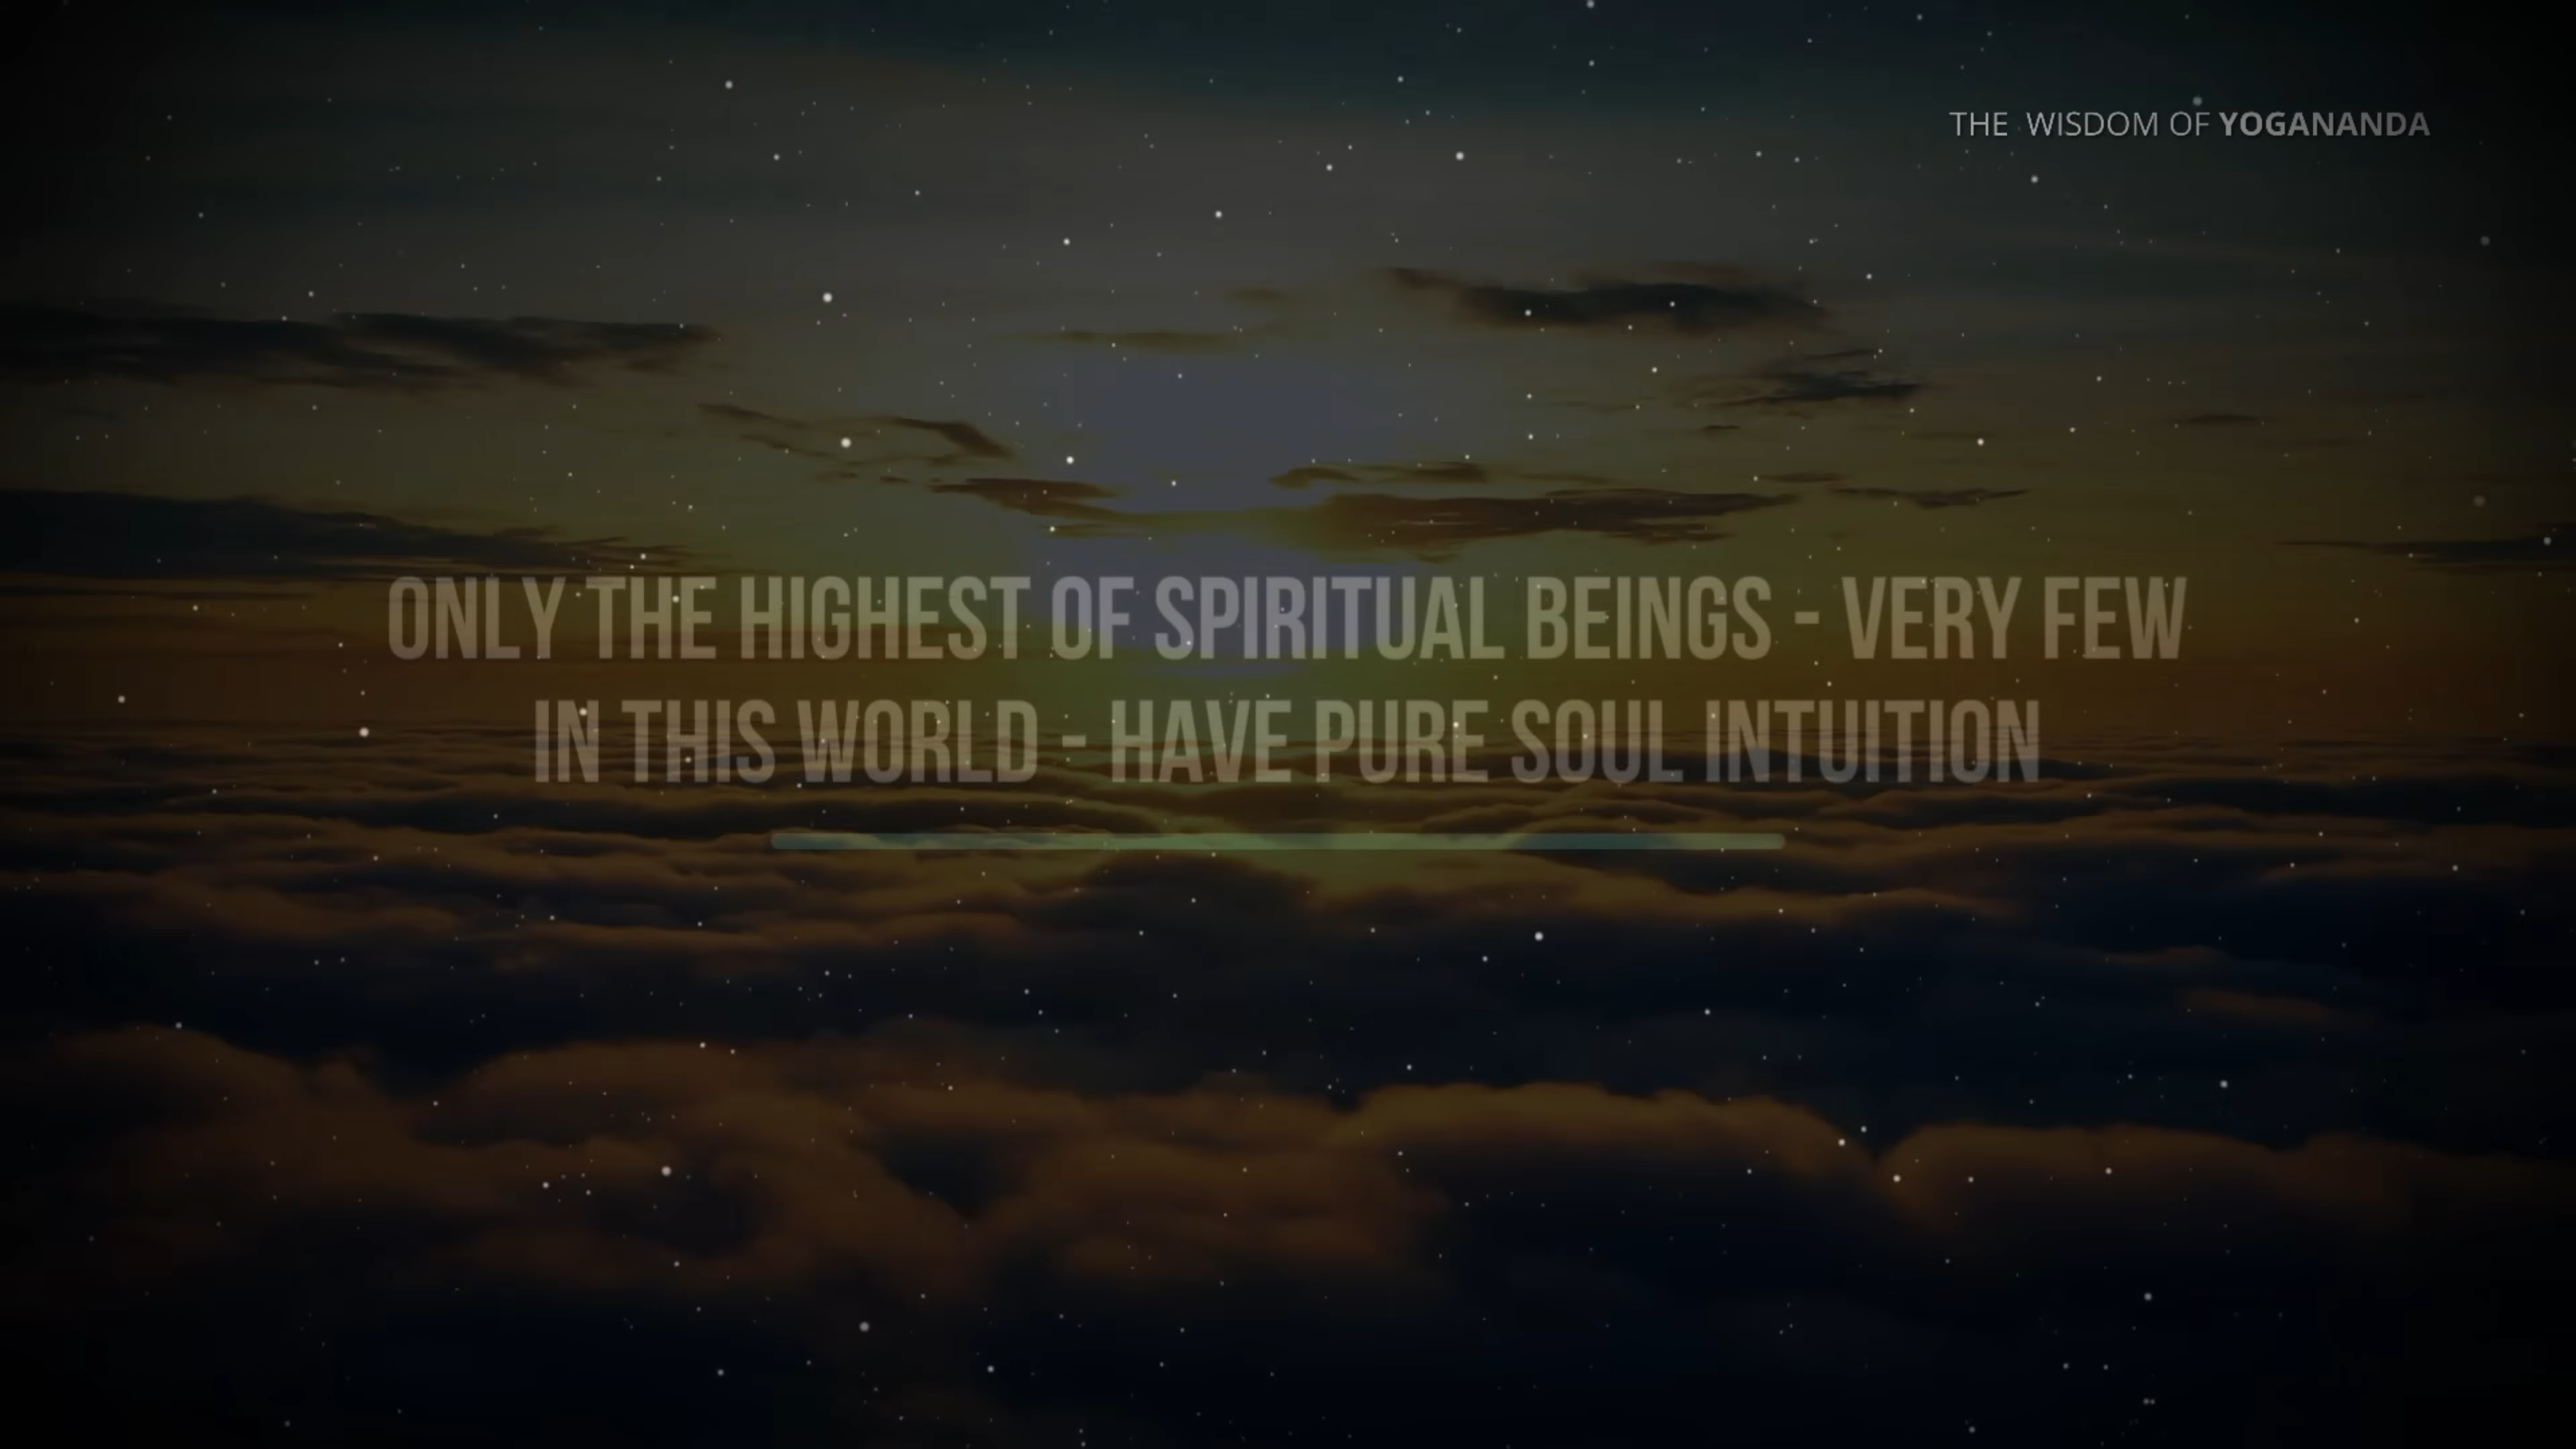 THE WISDOM OF YOGANANDA
ONLY THE HIGHEST OF SPIRITUAL BEINGS - VERY FEW
IN THIS WORLD - HAVE PURE SOUL INTUITION